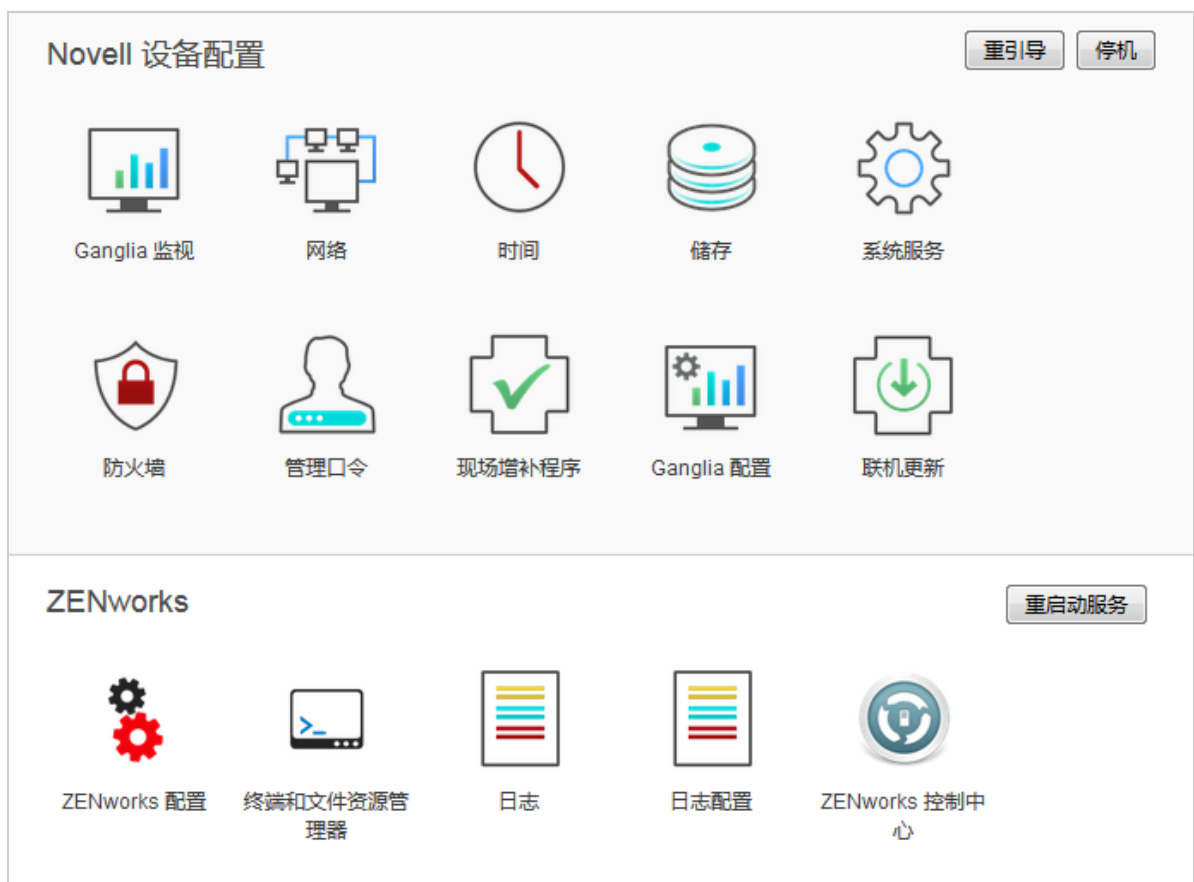 Novell 设备配置
重引导 停机
Ganglia 监视 网络 时间 储存 系统服务
防火墙 管理口令 现场增补程序 Ganglia 配置 联机更新
ZENworks
重启动服务
ZENworks 配置 终端和文件资源管 日志 日志配置 ZENworks 控制中
理器 心